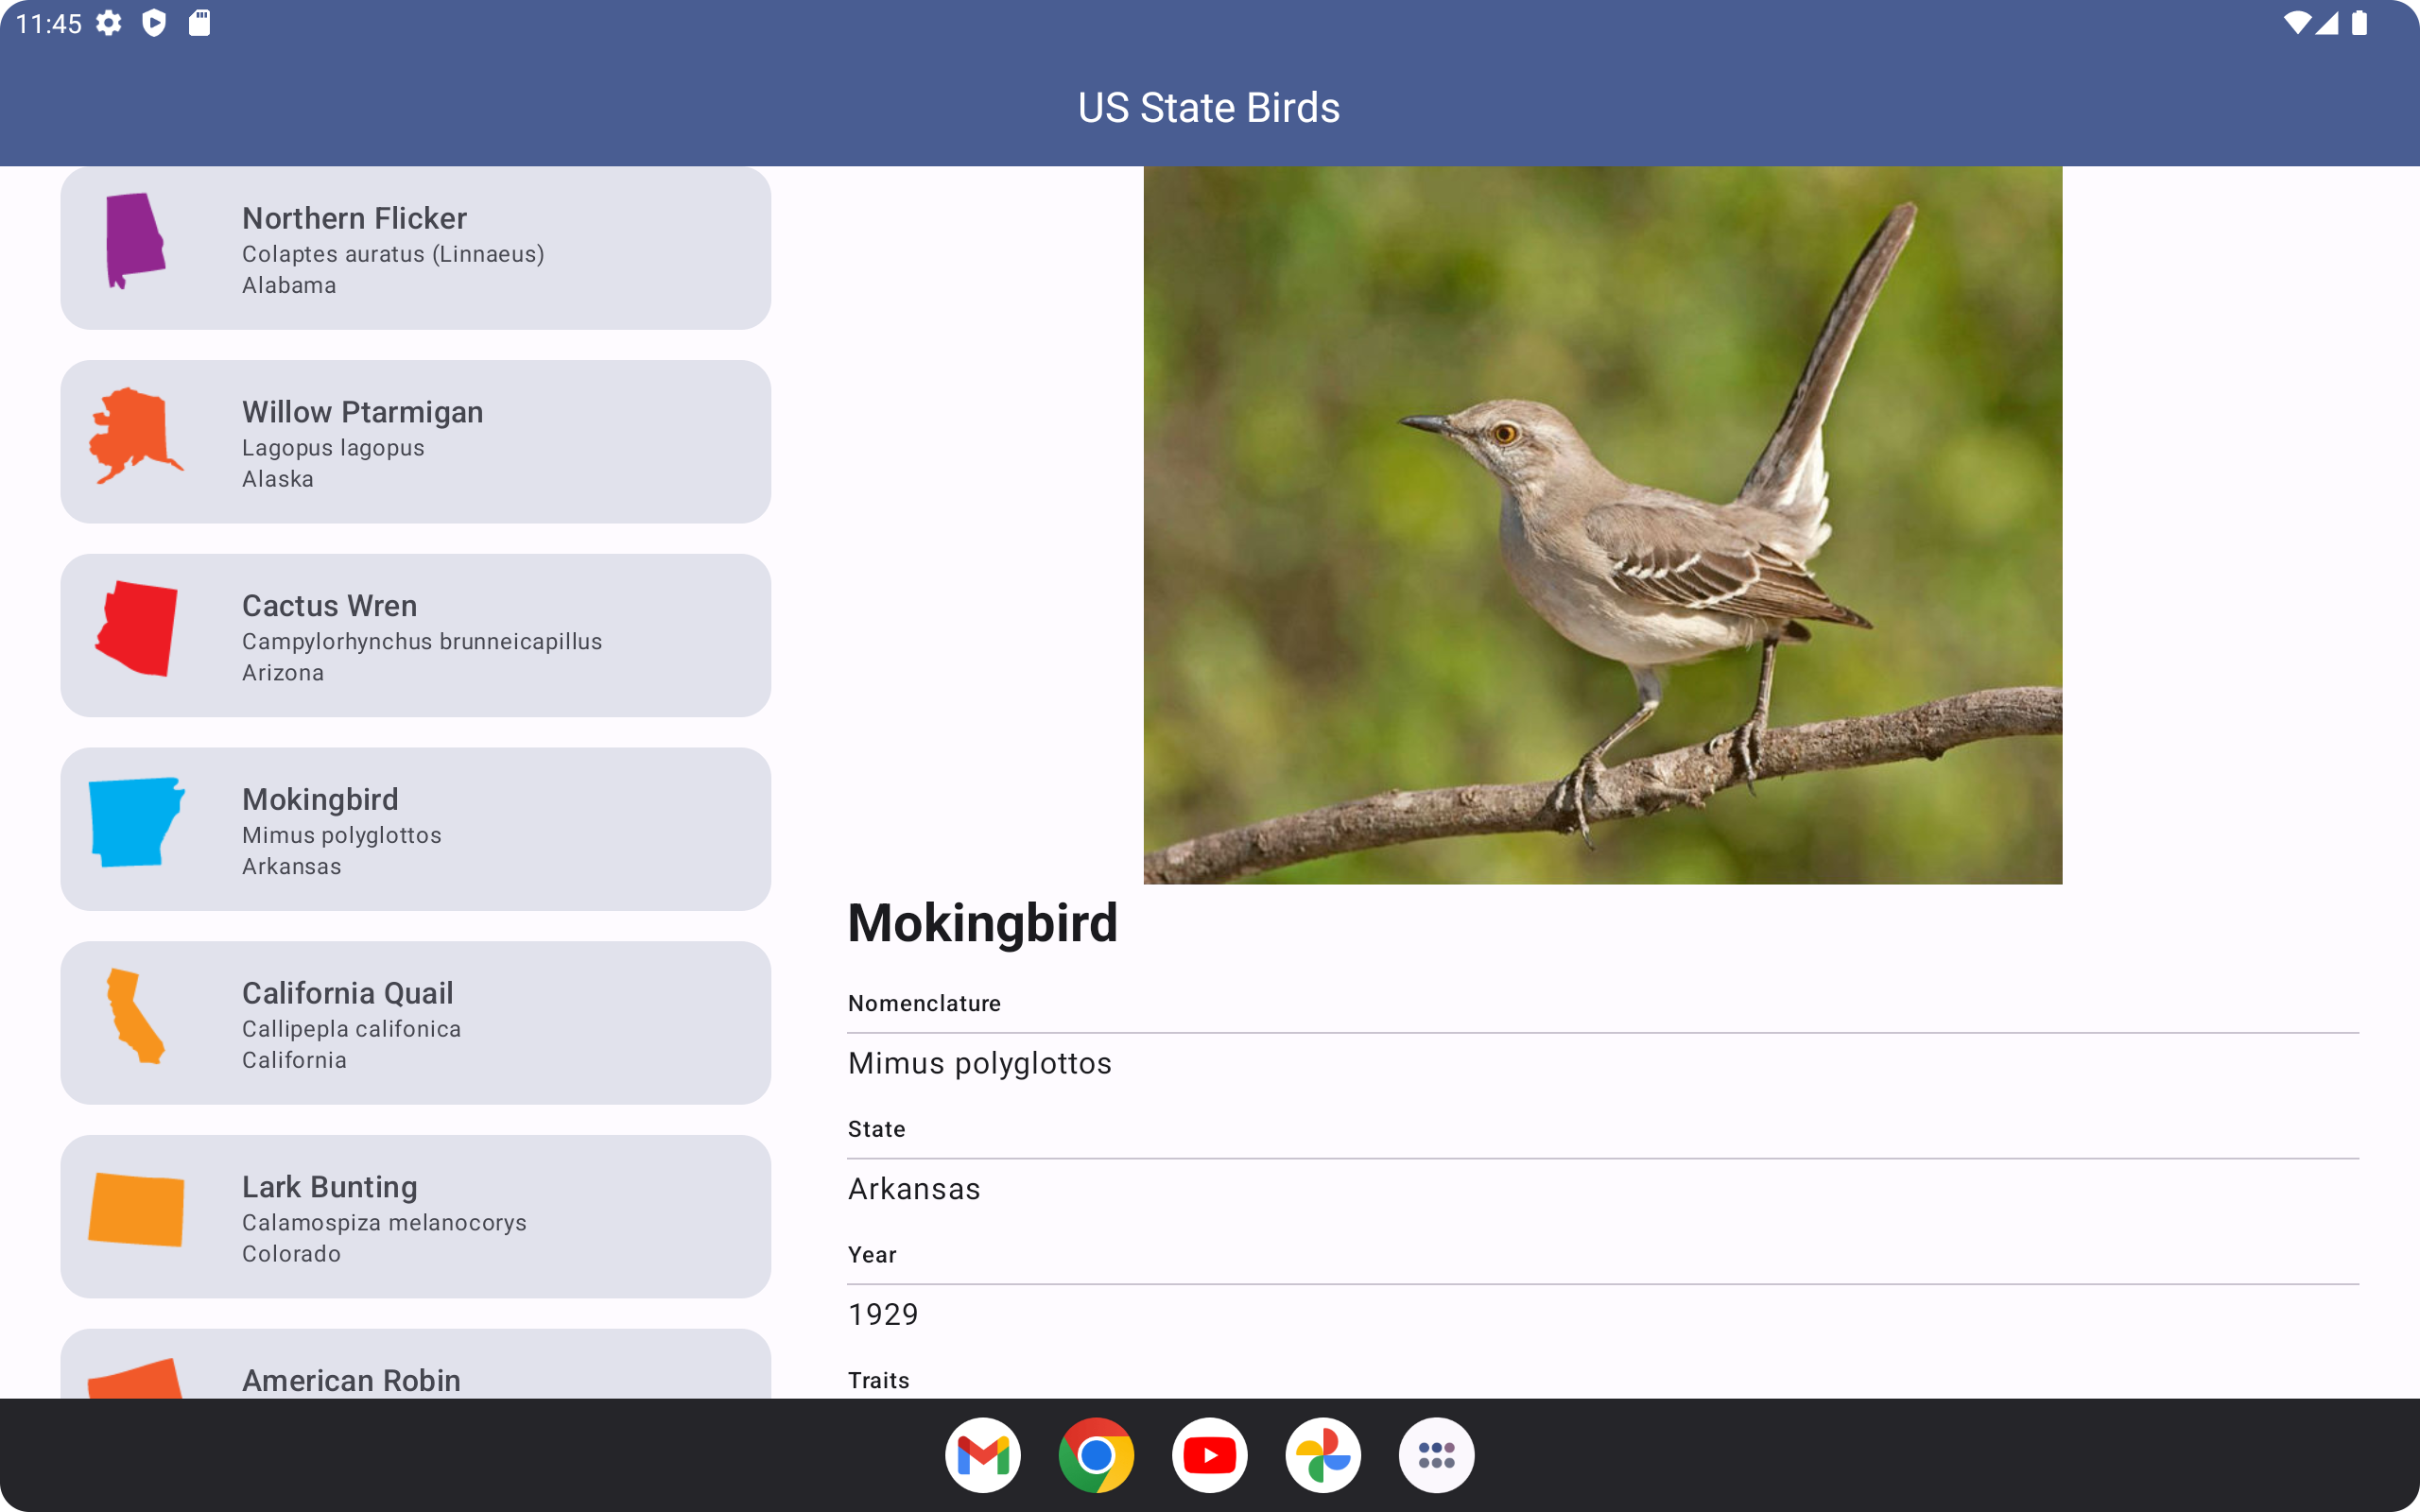 11:45
US State Birds
Northern Flicker
Colaptes auratus (Linnaeus)
Alabama
Willow Ptarmigan
Lagopus lagopus
Alaska
Cactus Wren
Campylorhynchus brunneicapillus
Arizona
Mokingbird
Mimus polyglottos
Arkansas
California Quail
Callipepla califonica
California
Lark Bunting
Calamospiza melanocorys
Colorado
American Robin
Mokingbird
Nomenclature
Mimus polyglottos
State
Arkansas
Year
1929
Traits